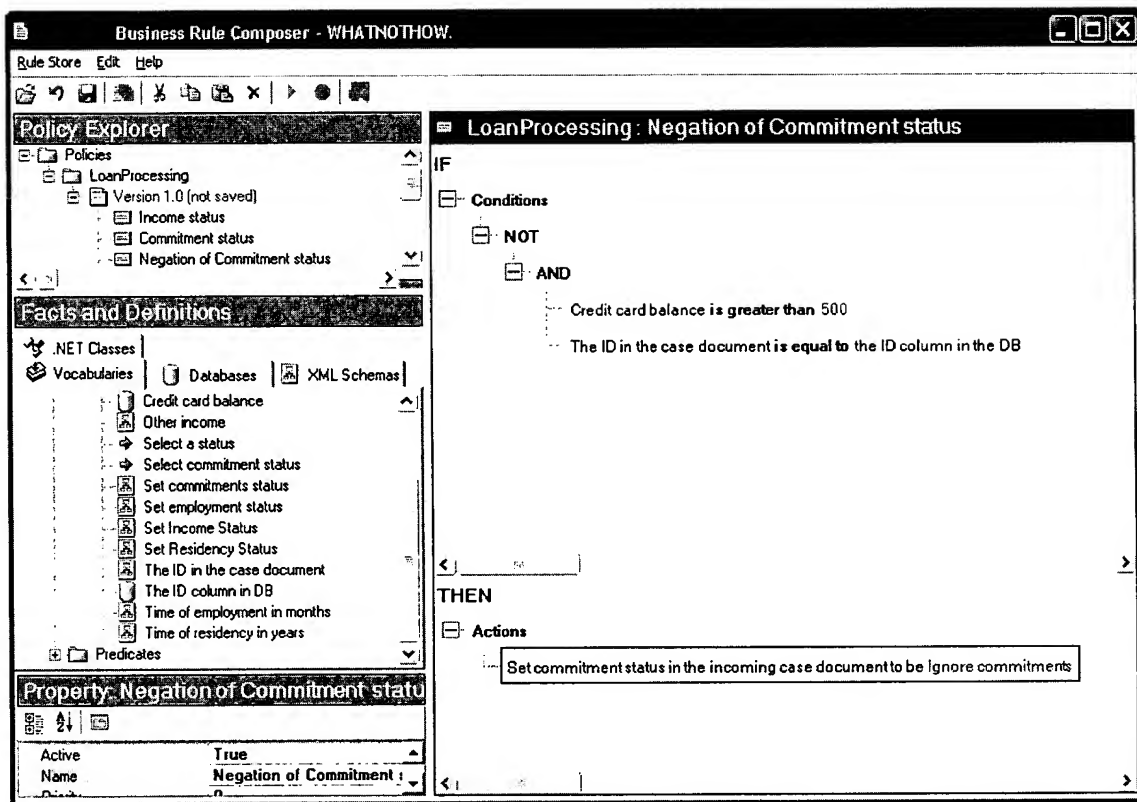 Business Rule Composer - WHATNOTHOW.
Rule Store Edit Help
Policy Explorer
Policies
LoanProcessing
Version 1.0 (not saved)
Income status
Commitment status
Negation of Commitment status
Facts and Definitions
.NET Classes
Vocabularies Databases XML Schemas
Credit card balance
Other income
Select a status
Select commitment status
Set commitments status
Set employment status
Set Income Status
Set Residency Status
The ID in the case document
The ID column in DB
Time of employment in months
Time of residency in years
Predicates
Property: Negation of Commitment statu
Active True
Name Negation of Commitment
Priority 0
LoanProcessing : Negation of Commitment status
IF
Conditions
NOT
AND
Credit card balance is greater than 500
The ID in the case document is equal to the ID column in the DB
THEN
Actions
Set commitment status in the incoming case document to be Ignore commitments